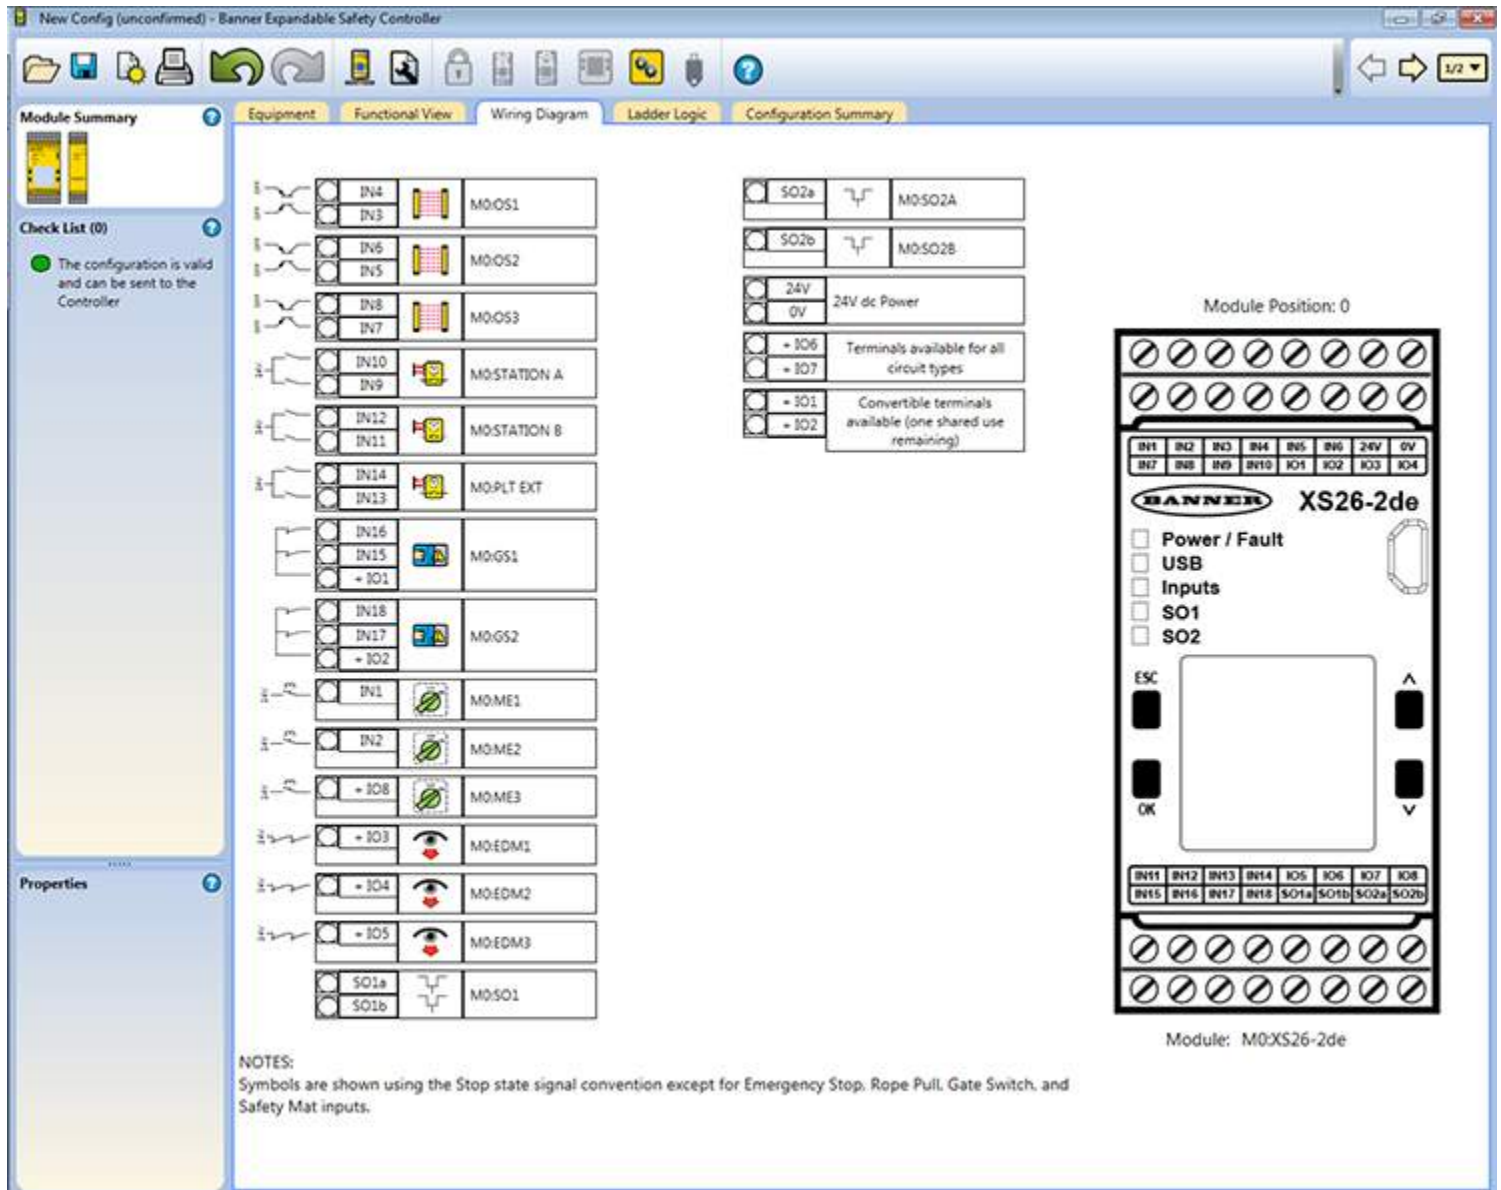 New Config (unconfirmed) - Banner Expandable Safety Controller
1/2
Module Summary
Check List (0)
The configuration is valid
and can be sent to the
Controller
Properties
Equipment
Functional View
Wiring Diagram
Ladder Logic
Configuration Summary
IN4
IN3
M0:OS1
IN6
IN5
M0:OS2
IN8
IN7
M0:OS3
IN10
IN9
M0:STATION A
IN12
IN11
M0:STATION B
IN14
IN13
M0:PLT EXT
IN16
IN15
+ IO1
M0:GS1
IN18
IN17
+ IO2
M0:GS2
IN1
M0:ME1
IN2
M0:ME2
+ IO8
M0:ME3
+ IO3
M0:EDM1
+ IO4
M0:EDM2
+ IO5
M0:EDM3
SO1a
SO1b
M0:SO1
SO2a
M0:SO2A
SO2b
M0:SO2B
24V
0V
24V dc Power
+ IO6
+ IO7
Terminals available for all
circuit types
+ IO1
+ IO2
Convertible terminals
available (one shared use
remaining)
Module Position: 0
IN1 IN2 IN3 IN4 IN5 IN6 24V 0V
IN7 IN8 IN9 IN10 IO1 IO2 IO3 IO4
BANNER XS26-2de
Power / Fault
USB
Inputs
SO1
SO2
ESC
OK
IN11 IN12 IN13 IN14 IO5 IO6 IO7 IO8
IN15 IN16 IN17 IN18 SO1a SO1b SO2a SO2b
Module: M0:XS26-2de
NOTES:
Symbols are shown using the Stop state signal convention except for Emergency Stop, Rope Pull, Gate Switch, and
Safety Mat inputs.